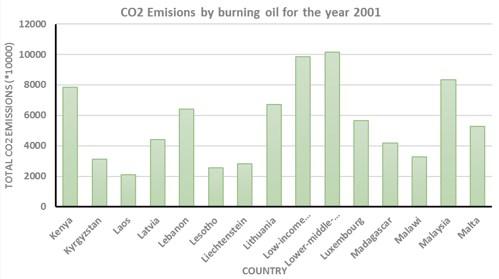 CO2 Emisions by burning oil for the year 2001
TOTAL CO2 EMISSIONS (*10000)
12000
10000
8000
6000
4000
2000
0
Kenya
Kyrgyzstan
Laos
Latvia
Lebanon
Lesotho
Liechtenstein
Lithuania
Low-income...
Lower-middle-...
Luxembourg
Madagascar
Malawi
Malaysia
Malta
COUNTRY